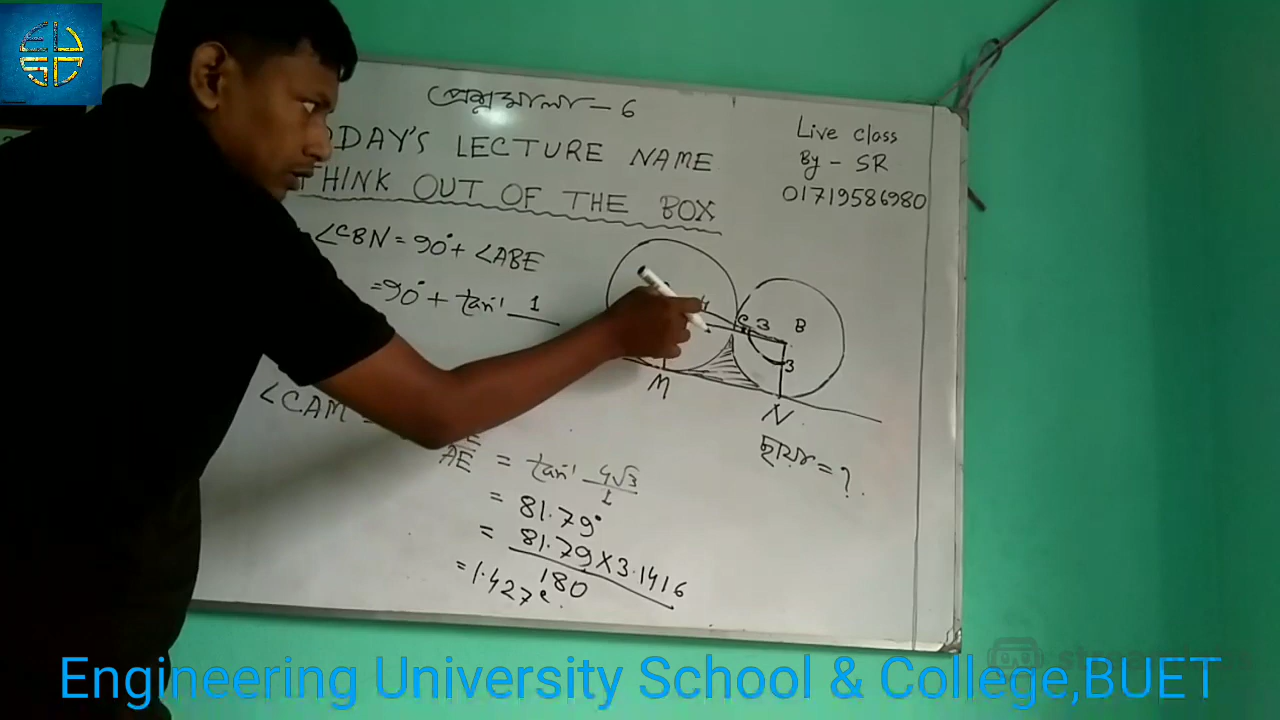 প্রশ্নমালা - 6
ODAY'S LECTURE NAME
THINK OUT OF THE BOX
Live class
By - SR
01719586980
∠CBN = 90° + ∠ABE
= 90° + tan⁻¹ 1
∠CAM =
AE = tan⁻¹ 4√3
1
= 81.79°
= 81.79×3.1416
180
= 1.427ᶜ.
4
C 3 B
3
M
N
ছায়া = ?
Engineering University School & College,BUET